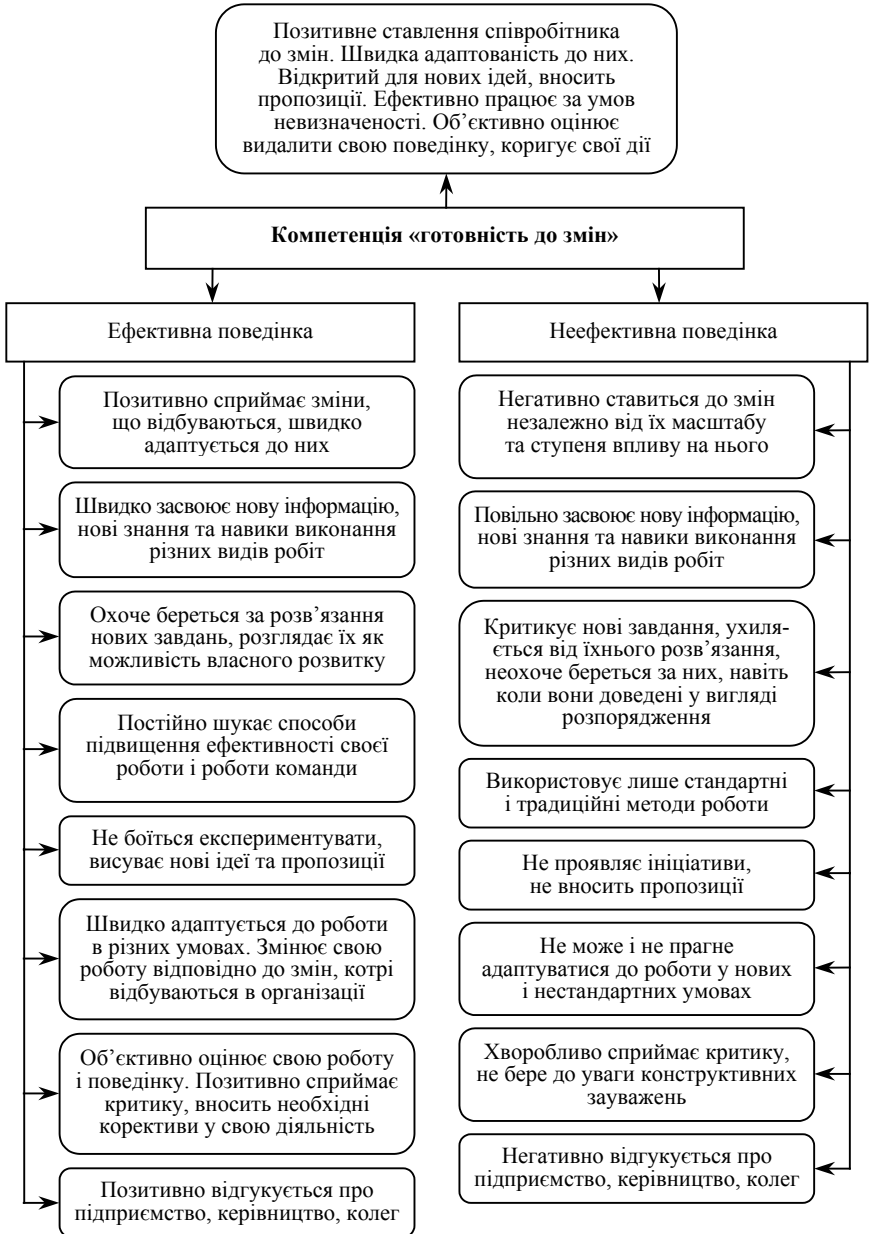 Позитивне ставлення співробітника
до змін. Швидка адаптованість до них.
Відкритий для нових ідей, вносить
пропозиції. Ефективно працює за умов
невизначеності. Об’єктивно оцінює
видалити свою поведінку, коригує свої дії
Компетенція «готовність до змін»
Ефективна поведінка
Позитивно сприймає зміни,
що відбуваються, швидко
адаптується до них
Швидко засвоює нову інформацію,
нові знання та навики виконання
різних видів робіт
Охоче береться за розв’язання
нових завдань, розглядає їх як
можливість власного розвитку
Постійно шукає способи
підвищення ефективності своєї
роботи і роботи команди
Не боїться експериментувати,
висуває нові ідеї та пропозиції
Швидко адаптується до роботи
в різних умовах. Змінює свою
роботу відповідно до змін, котрі
відбуваються в організації
Об’єктивно оцінює свою роботу
і поведінку. Позитивно сприймає
критику, вносить необхідні
корективи у свою діяльність
Позитивно відгукується про
підприємство, керівництво, колег
Неефективна поведінка
Негативно ставиться до змін
незалежно від їх масштабу
та ступеня впливу на нього
Повільно засвоює нову інформацію,
нові знання та навики виконання
різних видів робіт
Критикує нові завдання, ухиля-
ється від їхнього розв’язання,
неохоче береться за них, навіть
коли вони доведені у вигляді
розпорядження
Використовує лише стандартні
і традиційні методи роботи
Не проявляє ініціативи,
не вносить пропозиції
Не може і не прагне
адаптуватися до роботи у нових
і нестандартних умовах
Хворобливо сприймає критику,
не бере до уваги конструктивних
зауважень
Негативно відгукується про
підприємство, керівництво, колег